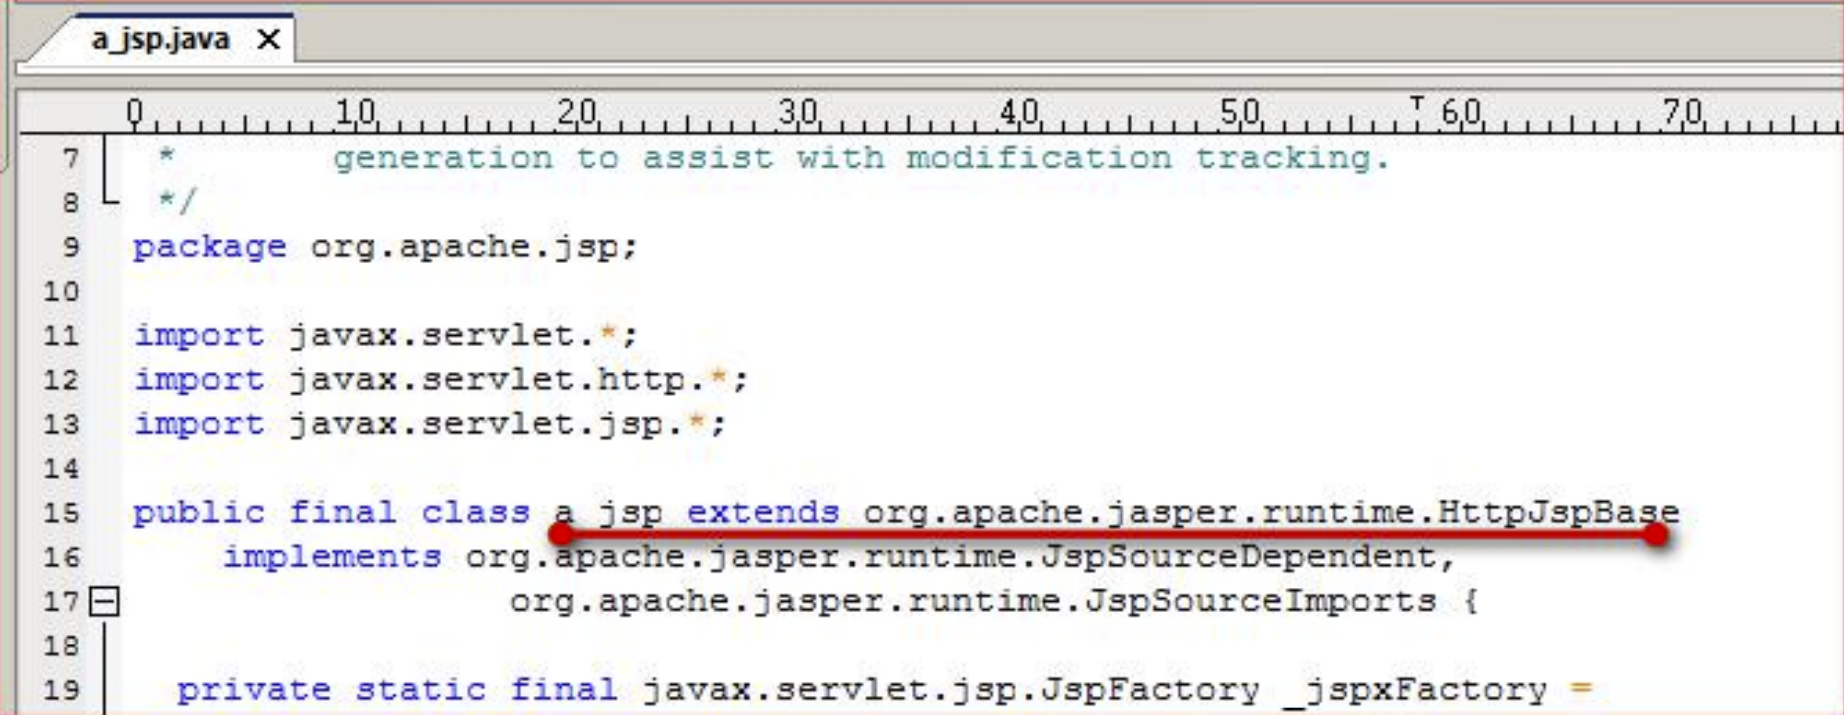 a_jsp.java X
0 10 20 30 40 50 60 70
7 * generation to assist with modification tracking.
8 */
9 package org.apache.jsp;
10
11 import javax.servlet.*;
12 import javax.servlet.http.*;
13 import javax.servlet.jsp.*;
14
15 public final class a_jsp extends org.apache.jasper.runtime.HttpJspBase
16 implements org.apache.jasper.runtime.JspSourceDependent,
17 org.apache.jasper.runtime.JspSourceImports {
18
19 private static final javax.servlet.jsp.JspFactory _jspxFactory =